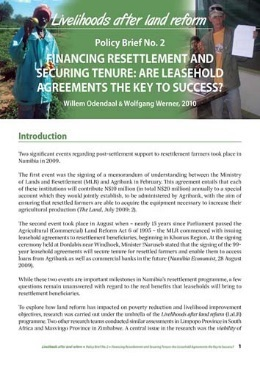 Livelihoods after land reform
Policy Brief No. 2
FINANCING RESETTLEMENT AND
SECURING TENURE: ARE LEASEHOLD
AGREEMENTS THE KEY TO SUCCESS?
Willem Odendaal & Wolfgang Werner, 2010
Introduction
Two significant events regarding post-settlement support to resettlement farmers took place in
Namibia in 2009.
The first event was the signing of a memorandum of understanding between the Ministry
of Lands and Resettlement (MLR) and Agribank in February. This agreement entails that each
of these institutions will contribute N$10 million (in total N$20 million) annually to a special
account which they would jointly establish, to be administered by Agribank, with the aim of
ensuring that resettled farmers are able to acquire the equipment necessary to increase their
agricultural production (The Land, July 2009: 2).
The second event took place in August when – nearly 15 years since Parliament passed the
Agricultural (Commercial) Land Reform Act 6 of 1995 – the MLR commenced with issuing
leasehold agreements to resettlement beneficiaries, beginning in Khomas Region. At the signing
ceremony held at Dordabis near Windhoek, Minister Nuimeh stated that the signing of the 99-
year leasehold agreements will secure tenure for resettled farmers and enable them to access
loans from Agribank as well as commercial banks in the future (Namibia Economist, 28 August
2009).
While these two events are important milestones in Namibia's resettlement programme, a few
questions remain unanswered with regard to the real benefits that leaseholds will bring to
resettlement beneficiaries.
To explore how land reform has impacted on poverty reduction and livelihood improvement
objectives, research was carried out under the umbrella of the Livelihoods after land reform (LaLR)
programme. Two other research teams conducted similar assessments in Limpopo Province in South
Africa and Masvingo Province in Zimbabwe. A central issue in the research was the viability of
Livelihoods after land reform • Policy Brief No. 2 • Financing Resettlement and Securing Tenure: Are Leasehold Agreements the Key to Success? 1